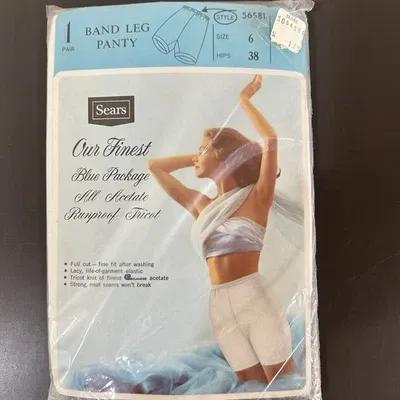 1
PAIR
BAND LEG
PANTY
STYLE 56581
SIZE 6
HIPS 38
Sears
Our Finest
Blue Package
All Acetate
Runproof Tricot
• Full cut—fine fit after washing
• Lacy, life-of-garment elastic
• Tricot knit of finest acetate
• Strong, neat seams won't break